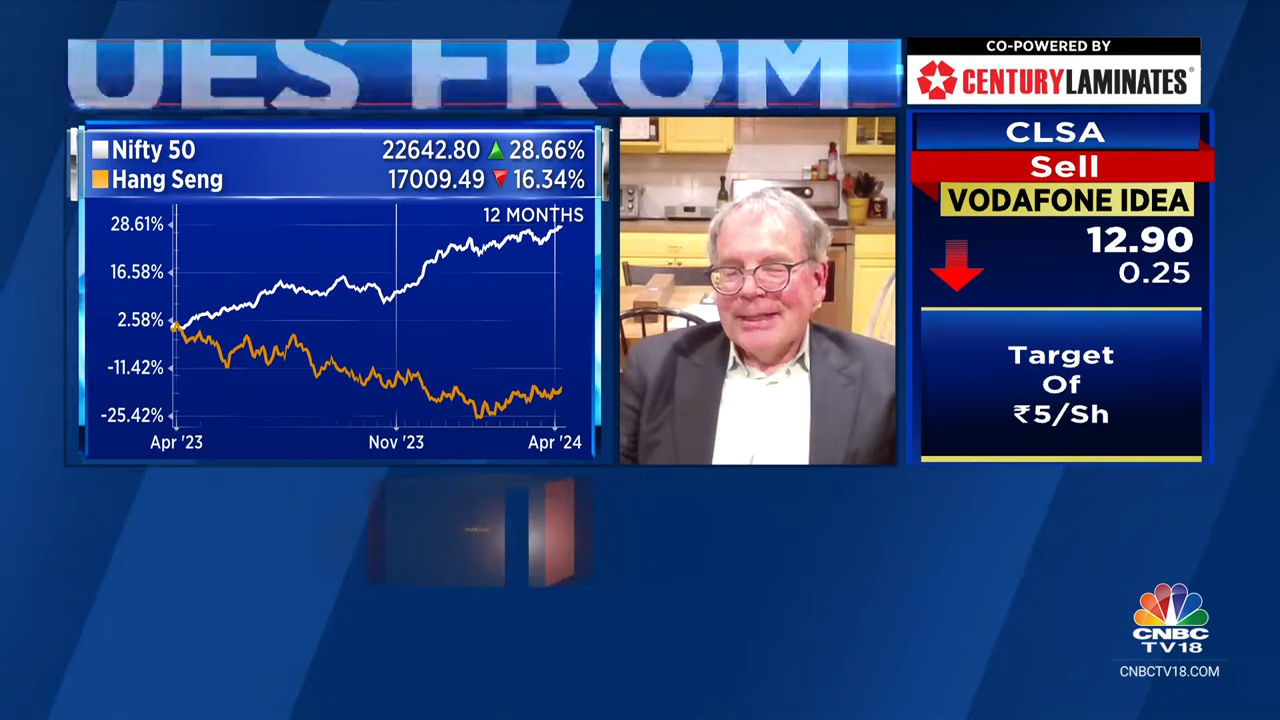 UES FROM
CO-POWERED BY
CENTURYLAMINATES®
Nifty 50 22642.80 28.66%
Hang Seng 17009.49 16.34%
12 MONTHS
28.61%
16.58%
2.58%
-11.42%
-25.42%
Apr '23 Nov '23 Apr '24
CLSA
Sell
VODAFONE IDEA
12.90
0.25
Target
Of
₹5/Sh
CNBC
TV18
CNBCTV18.COM